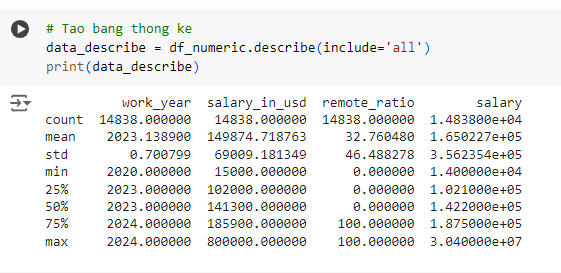 # Tao bang thong ke
data_describe = df_numeric.describe(include='all')
print(data_describe)
work_year salary_in_usd remote_ratio salary
count 14838.000000 14838.000000 14838.000000 1.483800e+04
mean 2023.138900 149874.718763 32.760480 1.650227e+05
std 0.700799 69009.181349 46.488278 3.562354e+05
min 2020.000000 15000.000000 0.000000 1.400000e+04
25% 2023.000000 102000.000000 0.000000 1.021000e+05
50% 2023.000000 141300.000000 0.000000 1.422000e+05
75% 2024.000000 185900.000000 100.000000 1.875000e+05
max 2024.000000 800000.000000 100.000000 3.040000e+07